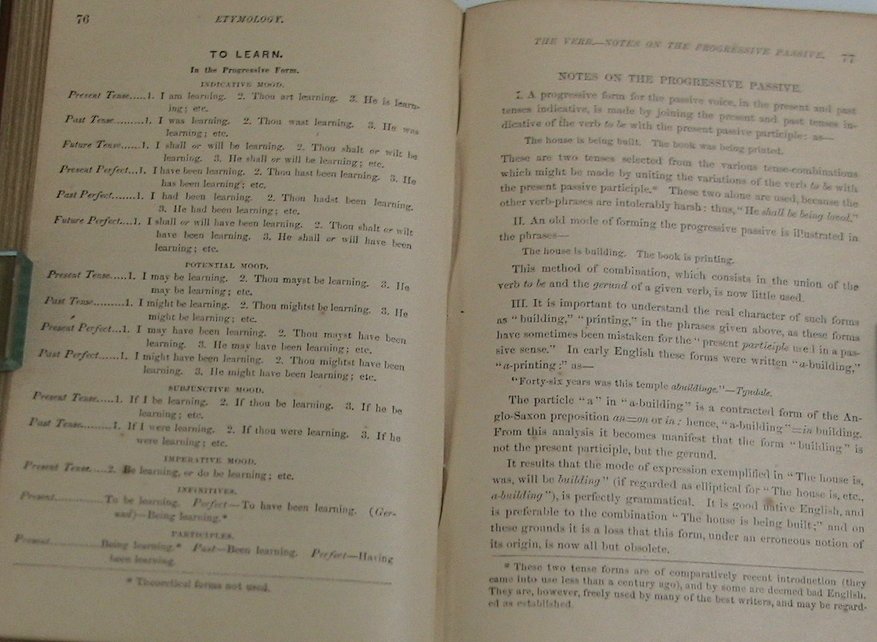 76 ETYMOLOGY.
TO LEARN.
In the Progressive Form.
INDICATIVE MOOD.
Present Tense.....1. I am learning. 2. Thou art learning. 3. He is learn-
ing; etc.
Past Tense.........1. I was learning. 2. Thou wast learning. 3. He was
learning; etc.
Future Tense......1. I shall or will be learning. 2. Thou shalt or wilt be
learning. 3. He shall or will be learning; etc.
Present Perfect...1. I have been learning. 2. Thou hast been learning. 3. He
has been learning; etc.
Past Perfect.......1. I had been learning. 2. Thou hadst been learning.
3. He had been learning; etc.
Future Perfect....1. I shall or will have been learning. 2. Thou shalt or wilt
have been learning. 3. He shall or will have been
learning; etc.
POTENTIAL MOOD.
Present Tense.....1. I may be learning. 2. Thou mayst be learning. 3. He
may be learning; etc.
Past Tense.........1. I might be learning. 2. Thou mightst be learning. 3. He
might be learning; etc.
Present Perfect...1. I may have been learning. 2. Thou mayst have been
learning. 3. He may have been learning; etc.
Past Perfect......1. I might have been learning. 2. Thou mightst have been
learning. 3. He might have been learning; etc.
SUBJUNCTIVE MOOD.
Present Tense.....1. If I be learning. 2. If thou be learning. 3. If he be
learning; etc.
Past Tense........1. If I were learning. 2. If thou were learning. 3. If he
were learning; etc.
IMPERATIVE MOOD.
Present Tense.....2. Be learning, or do be learning; etc.
INFINITIVES.
Present............To be learning. Perfect—To have been learning. (Ger-
und)—Being learning.*
PARTICIPLES.
Present............Being learning.* Past—Been learning. Perfect—Having
been learning.
* Theoretical forms not used.
THE VERB.—NOTES ON THE PROGRESSIVE PASSIVE. 77
NOTES ON THE PROGRESSIVE PASSIVE.
I. A progressive form for the passive voice, in the present and past
tenses indicative, is made by joining the present and past tenses in-
dicative of the verb to be with the present passive participle: as—
The house is being built. The book was being printed.
These are two tenses selected from the various tense-combinations
which might be made by uniting the variations of the verb to be with
the present passive participle.* These two alone are used, because the
other verb-phrases are intolerably harsh: thus, "He shall be being loved."
II. An old mode of forming the progressive passive is illustrated in
the phrases—
The house is building. The book is printing.
This method of combination, which consists in the union of the
verb to be and the gerund of a given verb, is now little used.
III. It is important to understand the real character of such forms
as "building," "printing," in the phrases given above, as these forms
have sometimes been mistaken for the "present participle used in a pas-
sive sense." In early English these forms were written "a-building,"
"a-printing:" as—
"Forty-six years was this temple abuildinge."—Tyndale.
The particle "a" in "a-building" is a contracted form of the An-
glo-Saxon preposition an=on or in: hence, "a-building"=in building.
From this analysis it becomes manifest that the form "building" is
not the present participle, but the gerund.
It results that the mode of expression exemplified in "The house is,
was, will be building" (if regarded as elliptical for "The house is, etc.,
a-building"), is perfectly grammatical. It is good native English, and
is preferable to the combination "The house is being built;" and on
these grounds it is a loss that this form, under an erroneous notion of
its origin, is now all but obsolete.
* These two tense forms are of comparatively recent introduction (they
came into use less than a century ago), and by some are deemed bad English.
They are, however, freely used by many of the best writers, and may be regard-
ed as established.